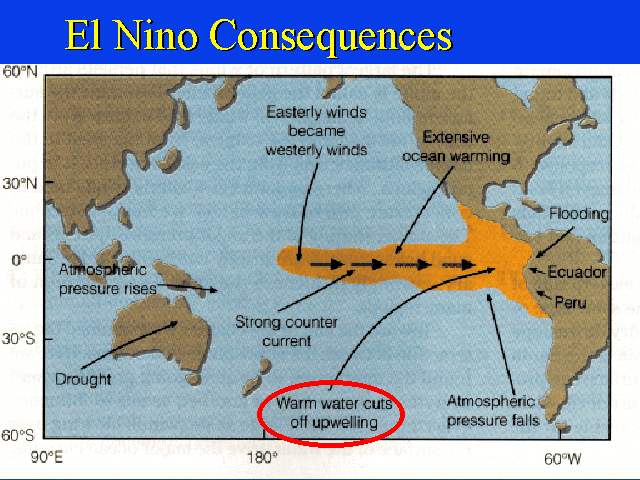 El Nino Consequences
60°N
Easterly winds
became
westerly winds
Extensive
ocean warming
30°N
Flooding
0°
Atmospheric
pressure rises
Ecuador
Peru
Strong counter
current
30°S
Drought
Warm water cuts
off upwelling
Atmospheric
pressure falls
60°S
90°E
180°
60°W